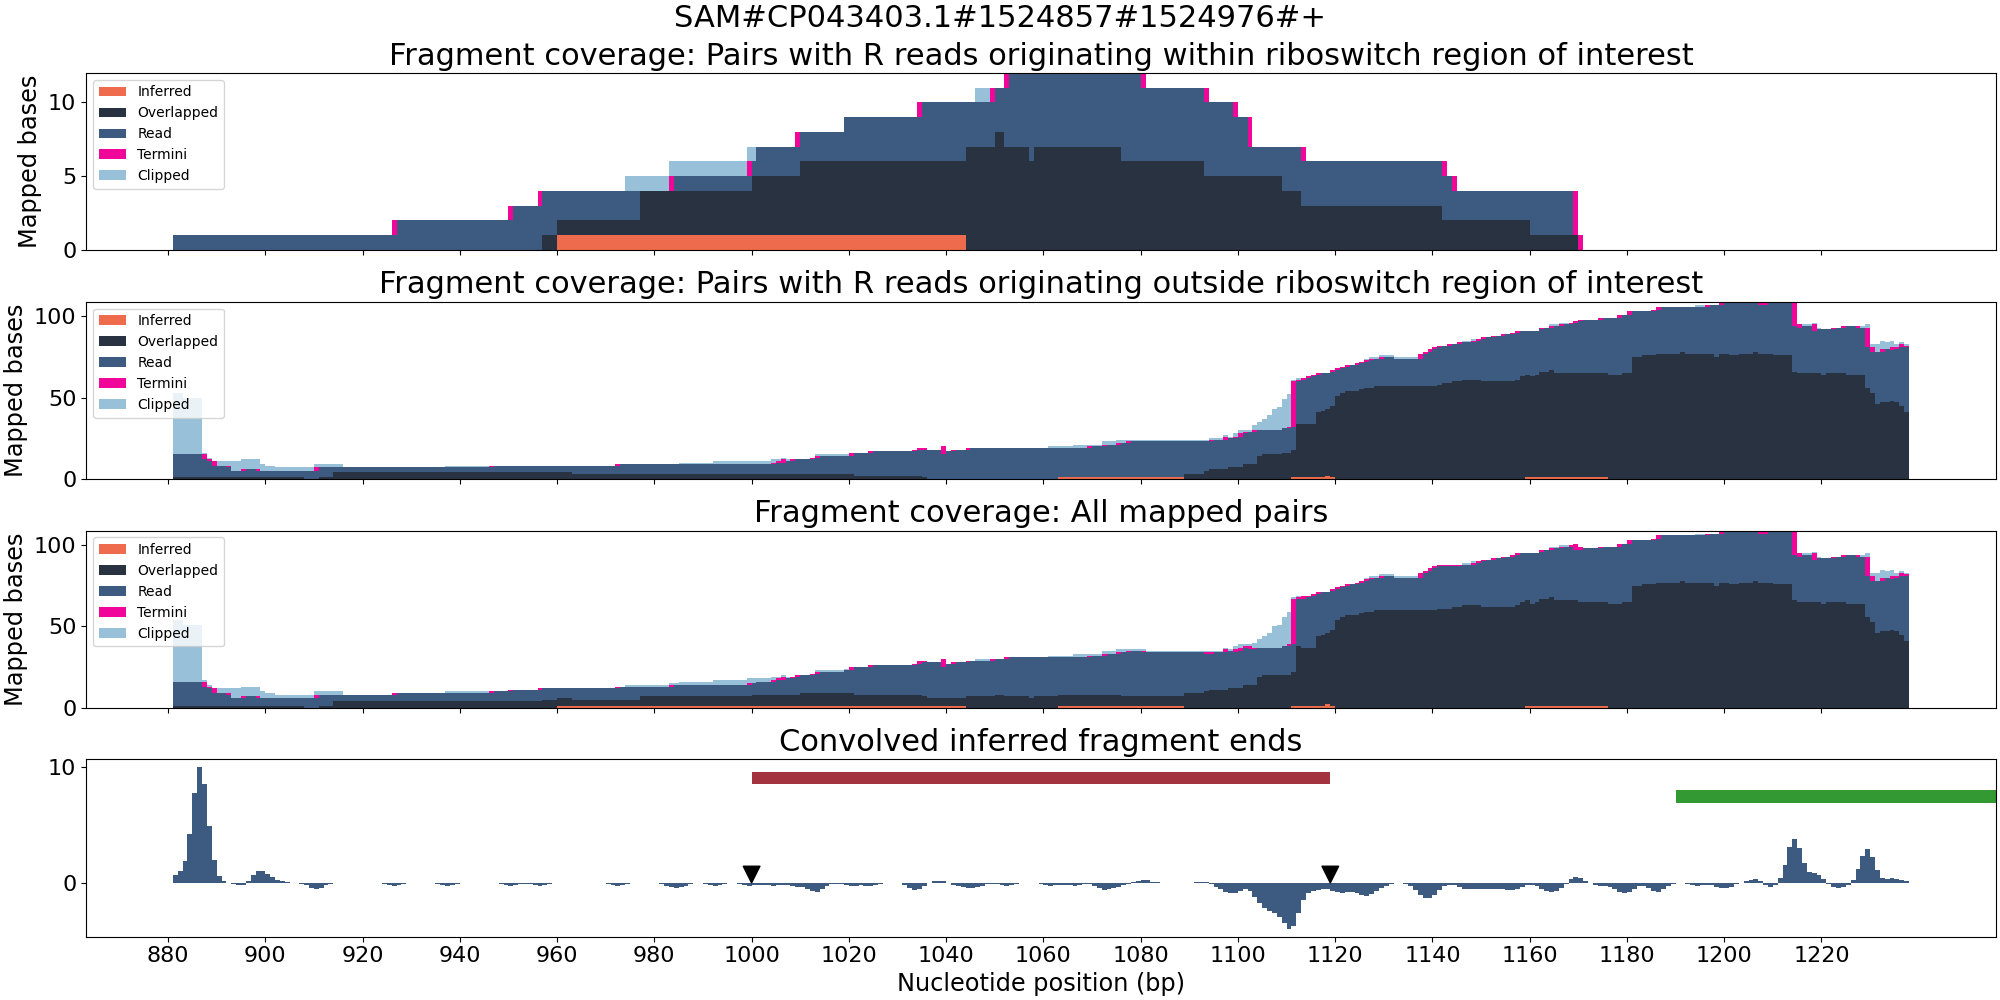 SAM#CP043403.1#1524857#1524976#+
Fragment coverage: Pairs with R reads originating within riboswitch region of interest
Mapped bases
10
5
0
Inferred
Overlapped
Read
Termini
Clipped
Fragment coverage: Pairs with R reads originating outside riboswitch region of interest
Mapped bases
100
50
0
Inferred
Overlapped
Read
Termini
Clipped
Fragment coverage: All mapped pairs
Mapped bases
100
50
0
Inferred
Overlapped
Read
Termini
Clipped
Convolved inferred fragment ends
10
0
880 900 920 940 960 980 1000 1020 1040 1060 1080 1100 1120 1140 1160 1180 1200 1220
Nucleotide position (bp)